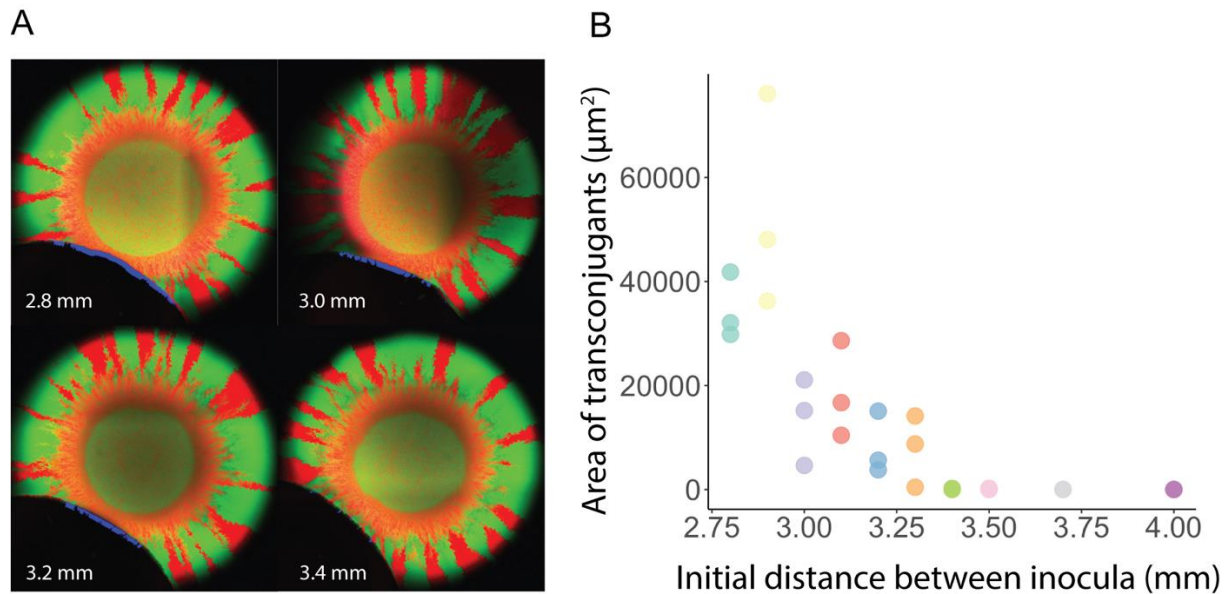 A
2.8 mm
3.0 mm
3.2 mm
3.4 mm
B
Area of transconjugants (µm²)
60000
40000
20000
0
2.75
3.00
3.25
3.50
3.75
4.00
Initial distance between inocula (mm)